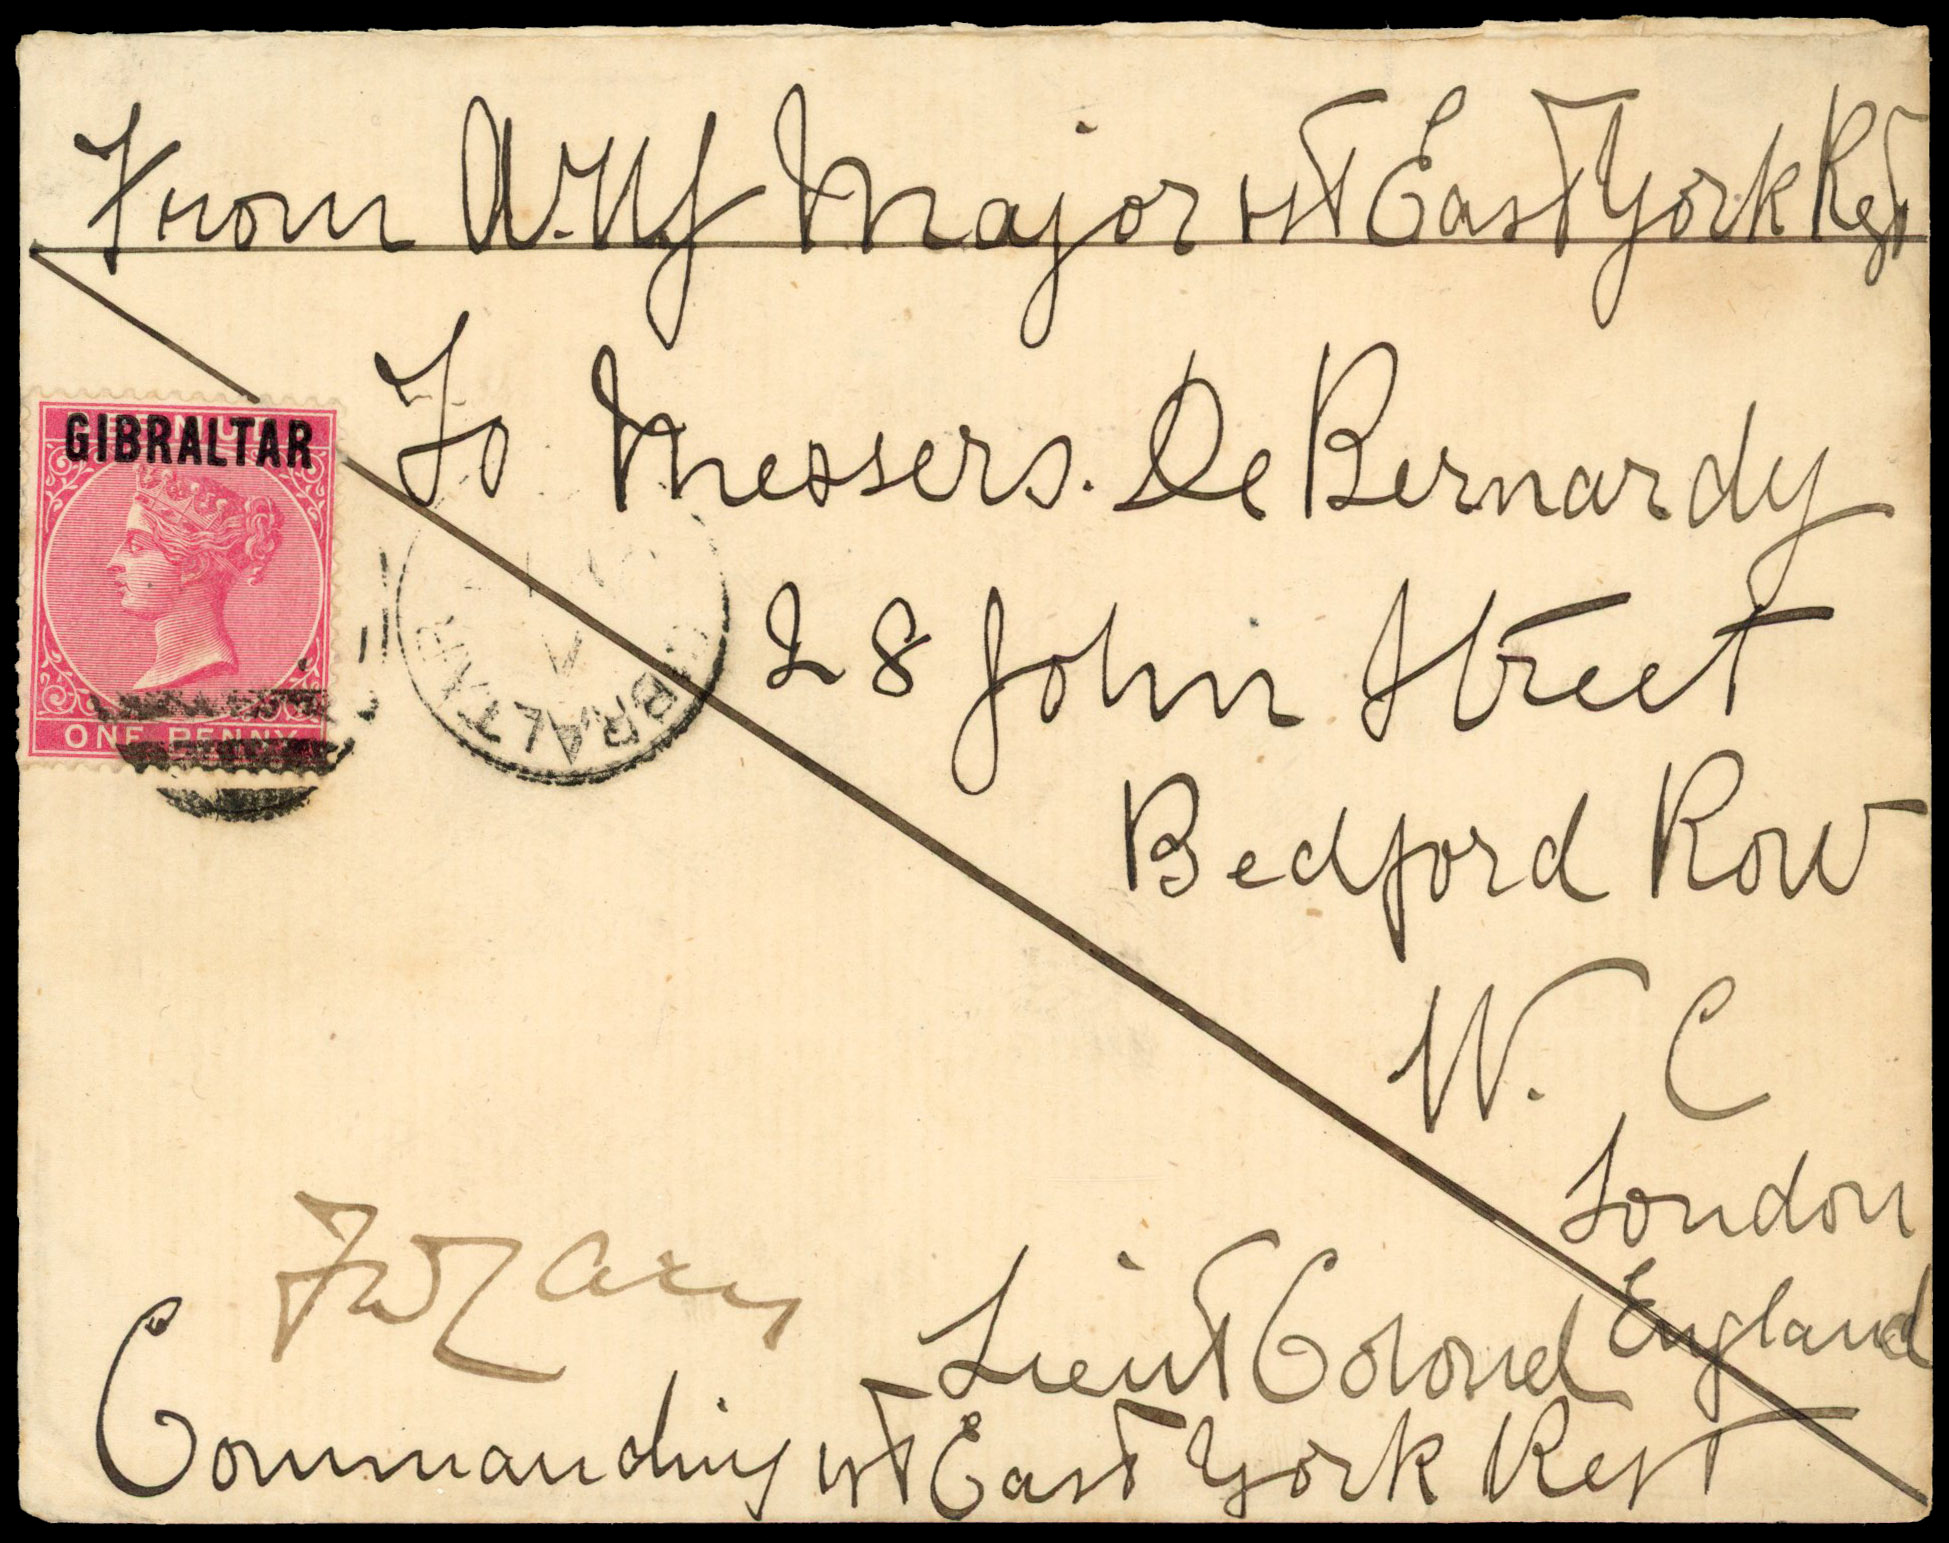 From Major 1st East York Regt
GIBRALTAR
ONE PENNY
GIBRALTAR
A
To Messers. De Bernardy
28 John Street
Bedford Row
W. C
London
England
Lieut Colonel
Commanding 1st East York Regt